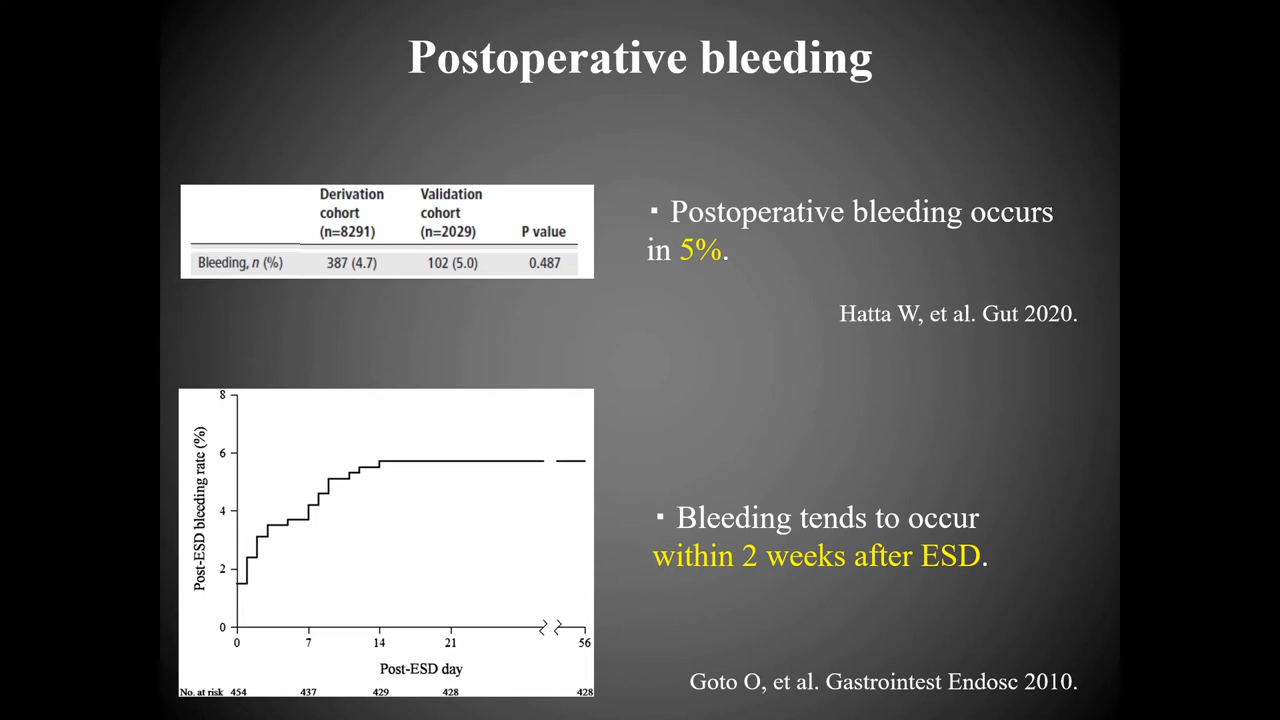 Postoperative bleeding
Derivation cohort (n=8291) Validation cohort (n=2029) P value
Bleeding, n (%) 387 (4.7) 102 (5.0) 0.487
・Postoperative bleeding occurs
in 5%.
Hatta W, et al. Gut 2020.
Post-ESD bleeding rate (%)
8
6
4
2
0
0 7 14 21 56
Post-ESD day
No. at risk 454 437 429 428 428
・Bleeding tends to occur
within 2 weeks after ESD.
Goto O, et al. Gastrointest Endosc 2010.